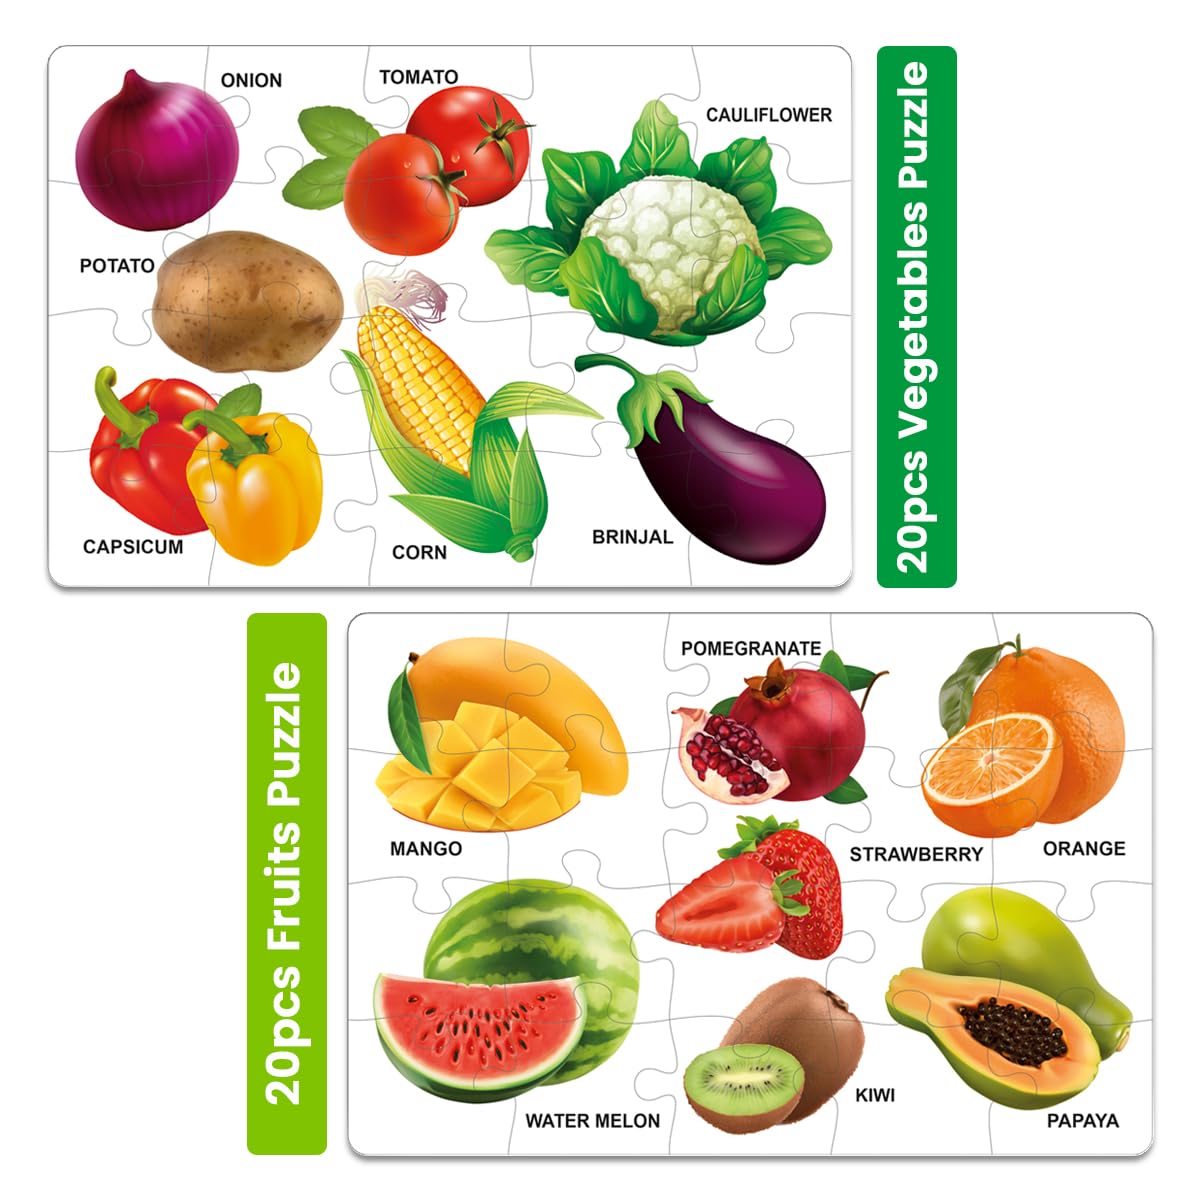 ONION
TOMATO
CAULIFLOWER
POTATO
CAPSICUM
CORN
BRINJAL
20pcs Vegetables Puzzle
20pcs Fruits Puzzle
POMEGRANATE
MANGO
STRAWBERRY
ORANGE
WATER MELON
KIWI
PAPAYA